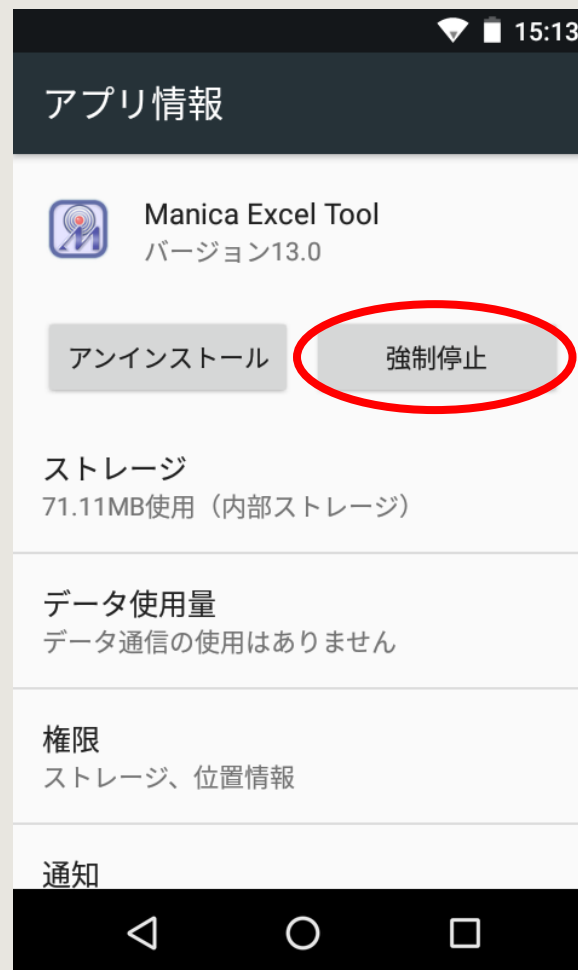 15:13
アプリ情報
Manica Excel Tool
バージョン13.0
アンインストール
強制停止
ストレージ
71.11MB使用（内部ストレージ）
データ使用量
データ通信の使用はありません
権限
ストレージ、位置情報
通知